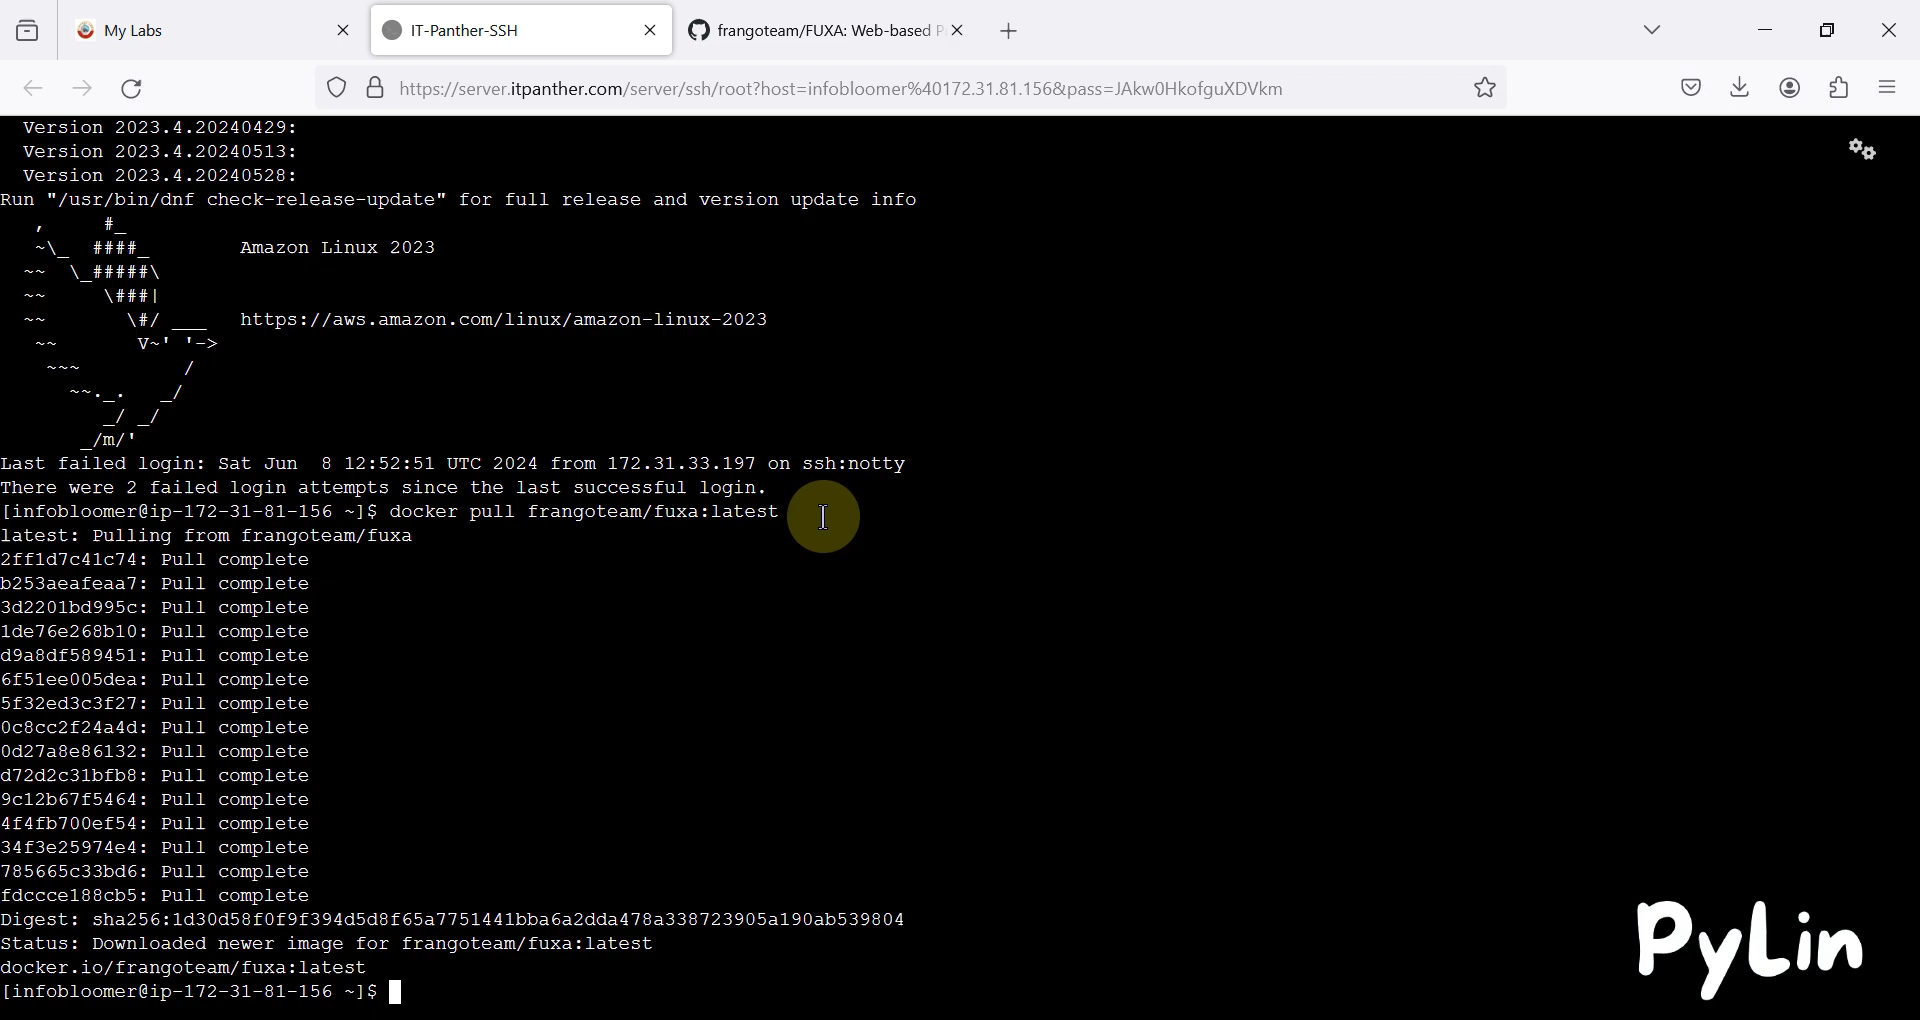 My Labs
IT-Panther-SSH
frangoteam/FUXA: Web-based P
https://server.itpanther.com/server/ssh/root?host=infobloomer%40172.31.81.156&pass=JAkw0HkofguXDVkm
Version 2023.4.20240429:
Version 2023.4.20240513:
Version 2023.4.20240528:
Run "/usr/bin/dnf check-release-update" for full release and version update info
   ,     #_
   ~\_  ####_        Amazon Linux 2023
  ~~  \_#####\
  ~~     \###|
  ~~       \#/ ___   https://aws.amazon.com/linux/amazon-linux-2023
   ~~       V~' '->
    ~~~         /
      ~~._.   _/
         _/ _/
       _/m/'
Last failed login: Sat Jun  8 12:52:51 UTC 2024 from 172.31.33.197 on ssh:notty
There were 2 failed login attempts since the last successful login.
[infobloomer@ip-172-31-81-156 ~]$ docker pull frangoteam/fuxa:latest
latest: Pulling from frangoteam/fuxa
2ff1d7c41c74: Pull complete
b253aeafeaa7: Pull complete
3d2201bd995c: Pull complete
1de76e268b10: Pull complete
d9a8df589451: Pull complete
6f51ee005dea: Pull complete
5f32ed3c3f27: Pull complete
0c8cc2f24a4d: Pull complete
0d27a8e86132: Pull complete
d72d2c31bfb8: Pull complete
9c12b67f5464: Pull complete
4f4fb700ef54: Pull complete
34f3e25974e4: Pull complete
785665c33bd6: Pull complete
fdccce188cb5: Pull complete
Digest: sha256:1d30d58f0f9f394d5d8f65a7751441bba6a2dda478a338723905a190ab539804
Status: Downloaded newer image for frangoteam/fuxa:latest
docker.io/frangoteam/fuxa:latest
[infobloomer@ip-172-31-81-156 ~]$
PyLin